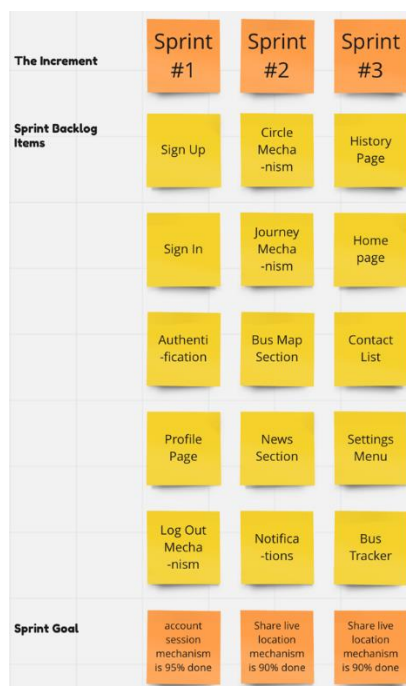 The Increment
Sprint
#1
Sprint
#2
Sprint
#3
Sprint Backlog
Items
Sign Up
Circle
Mecha
-nism
History
Page
Sign In
Journey
Mecha
-nism
Home
page
Authenti
-fication
Bus Map
Section
Contact
List
Profile
Page
News
Section
Settings
Menu
Log Out
Mecha
-nism
Notifica
-tions
Bus
Tracker
Sprint Goal
account
session
mechanism
is 95% done
Share live
location
mechanism
is 90% done
Share live
location
mechanism
is 90% done